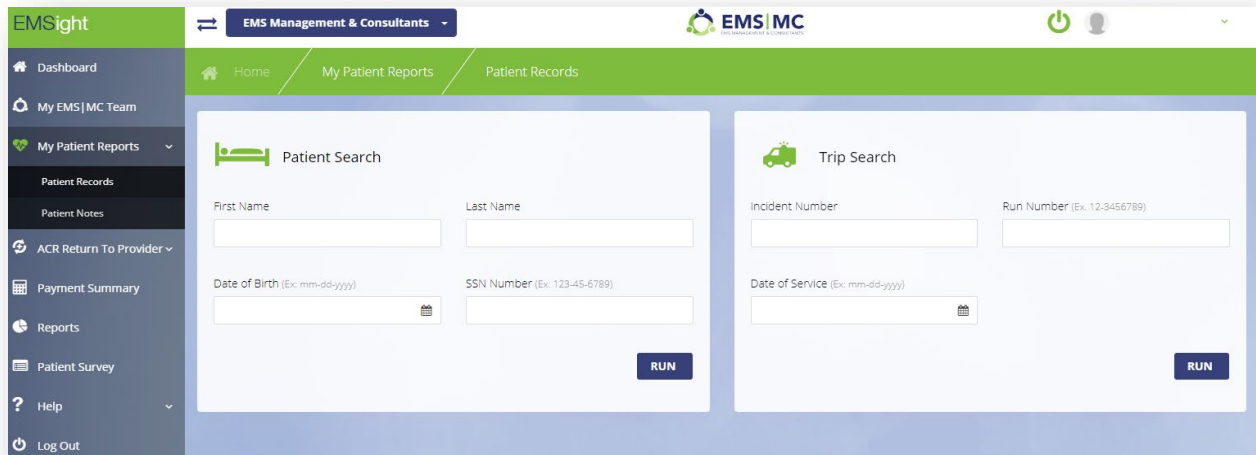 EMSight
EMS Management & Consultants
EMS|MC
EMS MANAGEMENT & CONSULTANTS
Home
My Patient Reports
Patient Records
Dashboard
My EMS|MC Team
My Patient Reports
Patient Records
Patient Notes
ACR Return To Provider
Payment Summary
Reports
Patient Survey
Help
Log Out
Patient Search
First Name
Last Name
Date of Birth (Ex: mm-dd-yyyy)
SSN Number (Ex: 123-45-6789)
RUN
Trip Search
Incident Number
Run Number (Ex. 12-3456789)
Date of Service (Ex: mm-dd-yyyy)
RUN